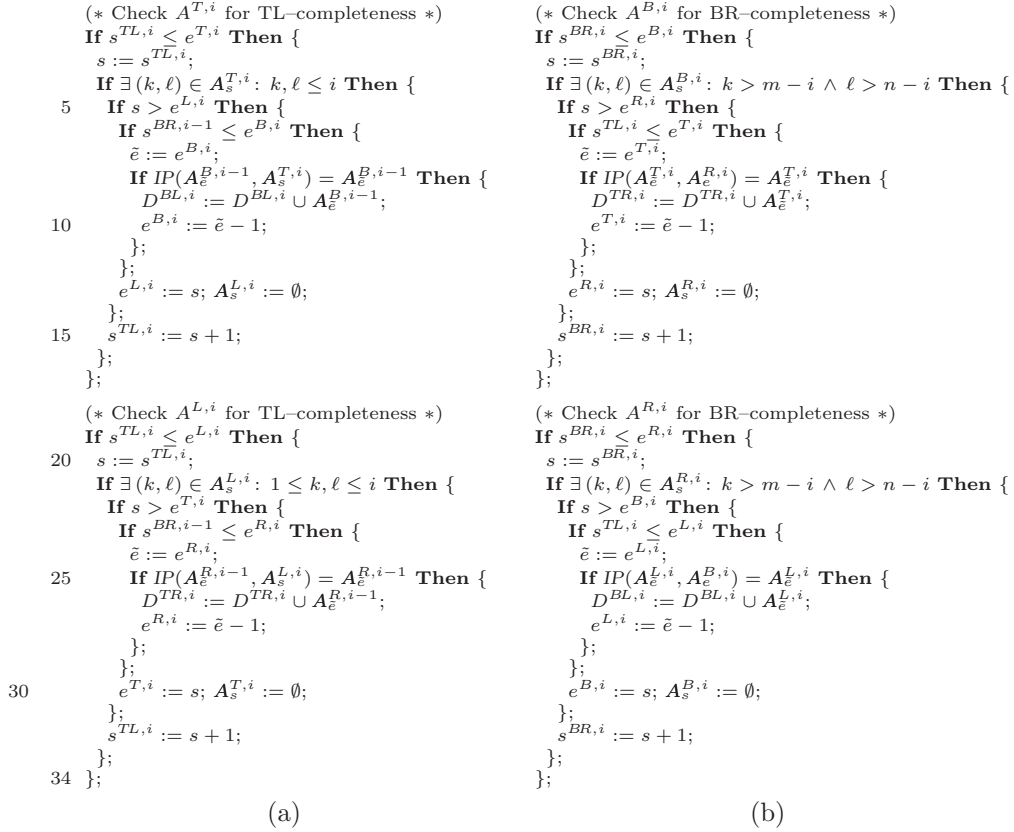 (∗ Check A^{T,i} for TL–completeness ∗)
If s^{TL,i} ≤ e^{T,i} Then {
s := s^{TL,i};
If ∃ (k, ℓ) ∈ A_s^{T,i}: k, ℓ ≤ i Then {
5 If s > e^{L,i} Then {
If s^{BR,i−1} ≤ e^{B,i} Then {
ẽ := e^{B,i};
If IP(A_ẽ^{B,i−1}, A_s^{T,i}) = A_ẽ^{B,i−1} Then {
D^{BL,i} := D^{BL,i} ∪ A_ẽ^{B,i−1};
10 e^{B,i} := ẽ − 1;
};
};
e^{L,i} := s; A_s^{L,i} := ∅;
};
15 s^{TL,i} := s + 1;
};
};
(∗ Check A^{L,i} for TL–completeness ∗)
If s^{TL,i} ≤ e^{L,i} Then {
20 s := s^{TL,i};
If ∃ (k, ℓ) ∈ A_s^{L,i}: 1 ≤ k, ℓ ≤ i Then {
If s > e^{T,i} Then {
If s^{BR,i−1} ≤ e^{R,i} Then {
ẽ := e^{R,i};
25 If IP(A_ẽ^{R,i−1}, A_s^{L,i}) = A_ẽ^{R,i−1} Then {
D^{TR,i} := D^{TR,i} ∪ A_ẽ^{R,i−1};
e^{R,i} := ẽ − 1;
};
};
30 e^{T,i} := s; A_s^{T,i} := ∅;
};
s^{TL,i} := s + 1;
};
34 };
(a)
(∗ Check A^{B,i} for BR–completeness ∗)
If s^{BR,i} ≤ e^{B,i} Then {
s := s^{BR,i};
If ∃ (k, ℓ) ∈ A_s^{B,i}: k > m − i ∧ ℓ > n − i Then {
If s > e^{R,i} Then {
If s^{TL,i} ≤ e^{T,i} Then {
ẽ := e^{T,i};
If IP(A_ẽ^{T,i}, A_e^{R,i}) = A_ẽ^{T,i} Then {
D^{TR,i} := D^{TR,i} ∪ A_ẽ^{T,i};
e^{T,i} := ẽ − 1;
};
};
e^{R,i} := s; A_s^{R,i} := ∅;
};
s^{BR,i} := s + 1;
};
};
(∗ Check A^{R,i} for BR–completeness ∗)
If s^{BR,i} ≤ e^{R,i} Then {
s := s^{BR,i};
If ∃ (k, ℓ) ∈ A_s^{R,i}: k > m − i ∧ ℓ > n − i Then {
If s > e^{B,i} Then {
If s^{TL,i} ≤ e^{L,i} Then {
ẽ := e^{L,i};
If IP(A_ẽ^{L,i}, A_e^{B,i}) = A_ẽ^{L,i} Then {
D^{BL,i} := D^{BL,i} ∪ A_ẽ^{L,i};
e^{L,i} := ẽ − 1;
};
};
e^{B,i} := s; A_s^{B,i} := ∅;
};
s^{BR,i} := s + 1;
};
};
(b)